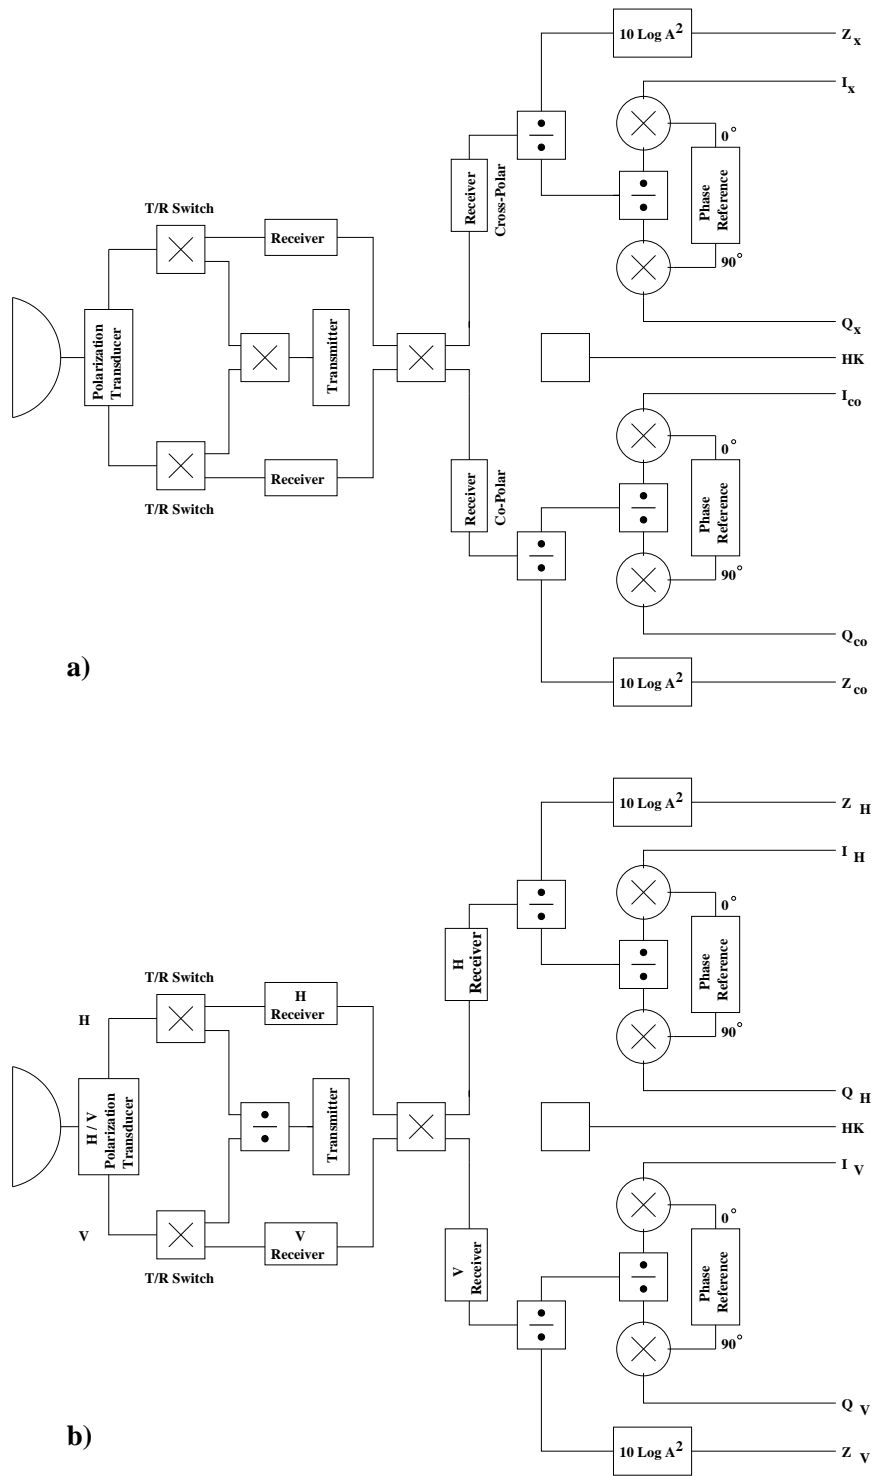 10 Log A²
Z x
I x
0°
Receiver
Cross-Polar
Phase
Reference
T/R Switch
Receiver
90°
Q x
Polarization
Transducer
Transmitter
HK
I co
0°
Receiver
Co-Polar
Phase
Reference
Receiver
T/R Switch
90°
Q co
a)
10 Log A²
Z co
10 Log A²
Z H
I H
0°
H
Receiver
Phase
Reference
T/R Switch
H
Receiver
H
90°
Q H
H / V
Polarization
Transducer
Transmitter
HK
I V
0°
V
V
Receiver
V
Receiver
Phase
Reference
T/R Switch
90°
Q V
b)
10 Log A²
Z V